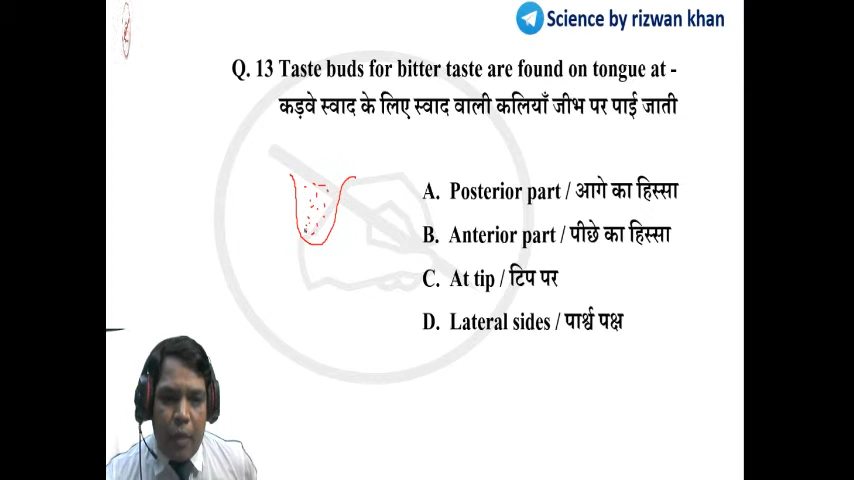 Science by rizwan khan
Q. 13 Taste buds for bitter taste are found on tongue at -
कड़वे स्वाद के लिए स्वाद वाली कलियाँ जीभ पर पाई जाती
A. Posterior part / आगे का हिस्सा
B. Anterior part / पीछे का हिस्सा
C. At tip / टिप पर
D. Lateral sides / पार्श्व पक्ष